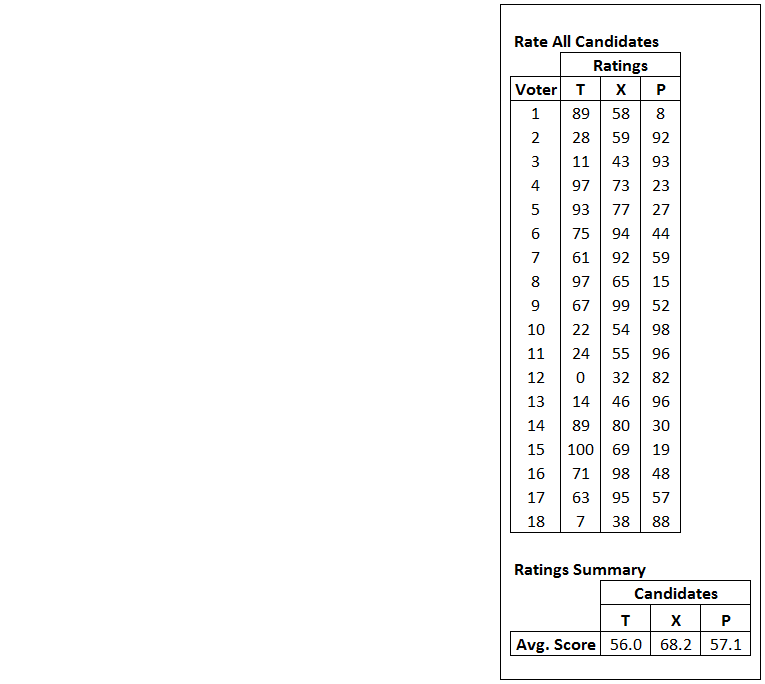 Rate All Candidates
Ratings
Voter T X P
1 89 58 8
2 28 59 92
3 11 43 93
4 97 73 23
5 93 77 27
6 75 94 44
7 61 92 59
8 97 65 15
9 67 99 52
10 22 54 98
11 24 55 96
12 0 32 82
13 14 46 96
14 89 80 30
15 100 69 19
16 71 98 48
17 63 95 57
18 7 38 88
Ratings Summary
Candidates
T X P
Avg. Score 56.0 68.2 57.1